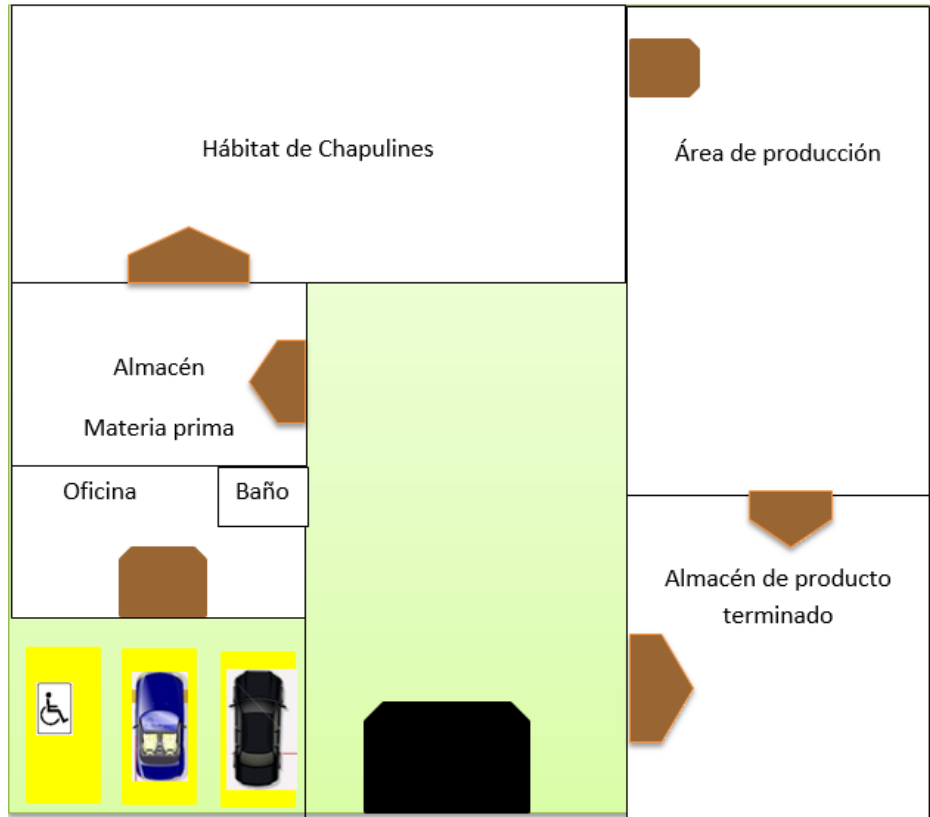 Hábitat de Chapulines
Área de producción
Almacén
Materia prima
Oficina
Baño
Almacén de producto
terminado